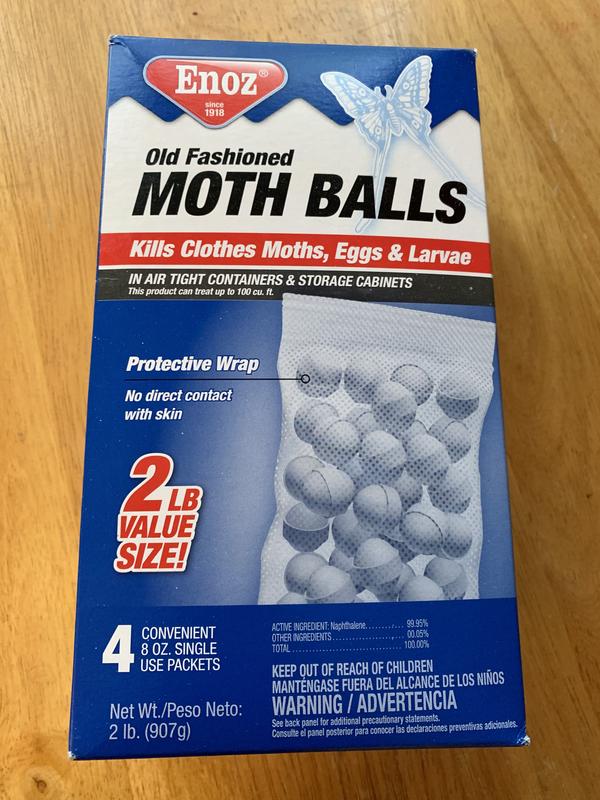 Enoz®
since
1918
Old Fashioned
MOTH BALLS
Kills Clothes Moths, Eggs & Larvae
IN AIR TIGHT CONTAINERS & STORAGE CABINETS
This product can treat up to 100 cu. ft.
Protective Wrap
No direct contact
with skin
2 LB
VALUE
SIZE!
4 CONVENIENT
8 OZ. SINGLE
USE PACKETS
Net Wt./Peso Neto:
2 lb. (907g)
ACTIVE INGREDIENT: Naphthalene......... 99.95%
OTHER INGREDIENTS.................... 00.05%
TOTAL.............................. 100.00%
KEEP OUT OF REACH OF CHILDREN
MANTÉNGASE FUERA DEL ALCANCE DE LOS NIÑOS
WARNING / ADVERTENCIA
See back panel for additional precautionary statements.
Consulte el panel posterior para conocer las declaraciones preventivas adicionales.